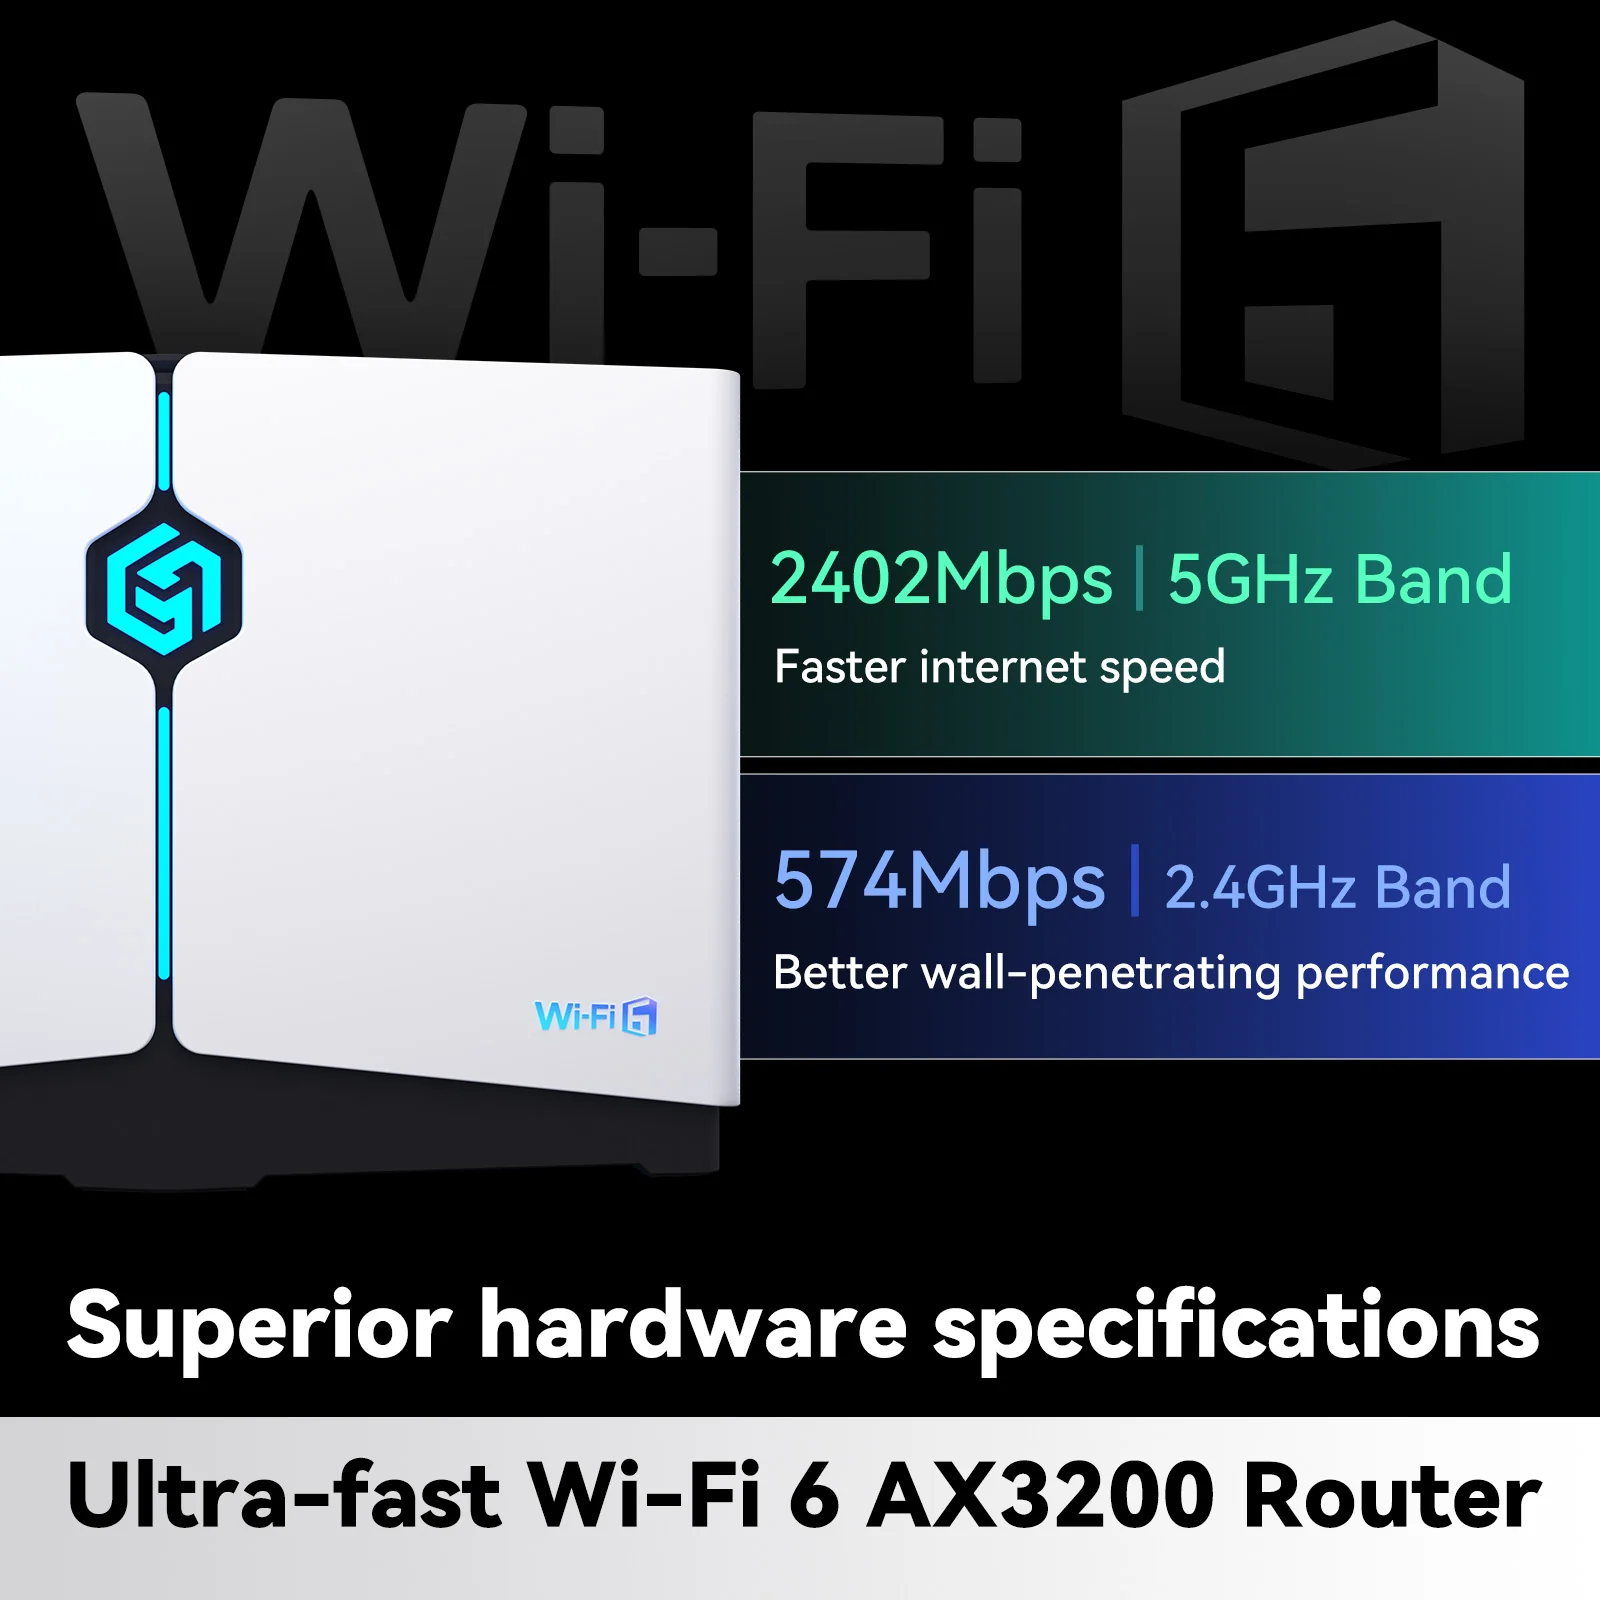 Wi-Fi 6
2402Mbps | 5GHz Band
Faster internet speed
574Mbps | 2.4GHz Band
Better wall-penetrating performance
Wi-Fi 6
Superior hardware specifications
Ultra-fast Wi-Fi 6 AX3200 Router